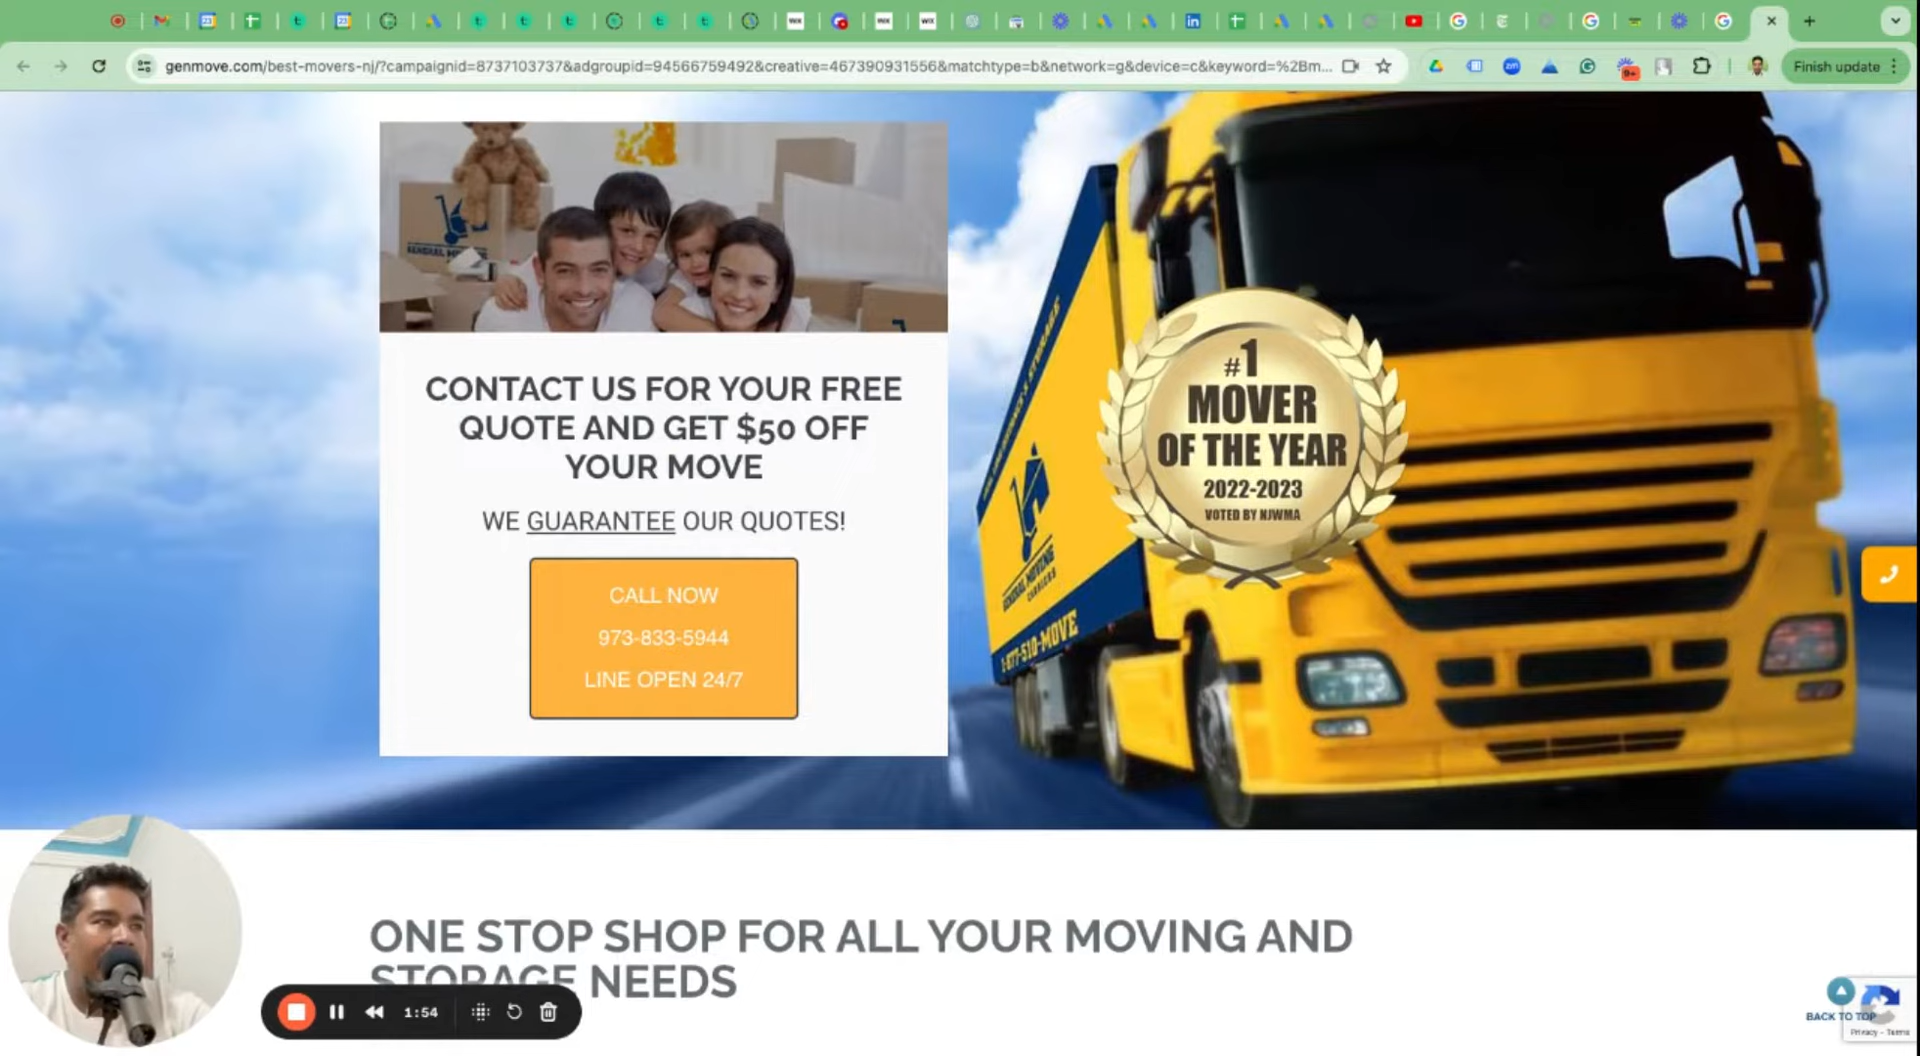 genmove.com/best-movers-nj/?campaignid=8737103737&adgroupid=94566759492&creative=467390931556&matchtype=b&network=g&device=c&keyword=%2Bm...
Finish update
CONTACT US FOR YOUR FREE
QUOTE AND GET $50 OFF
YOUR MOVE
WE GUARANTEE OUR QUOTES!
CALL NOW
973-833-5944
LINE OPEN 24/7
#1
MOVER
OF THE YEAR
2022-2023
VOTED BY NJWMA
GENERAL MOVING
CARRIERS
1-877-510-MOVE
ONE STOP SHOP FOR ALL YOUR MOVING AND
STORAGE NEEDS
1:54
BACK TO TOP
Privacy - Terms